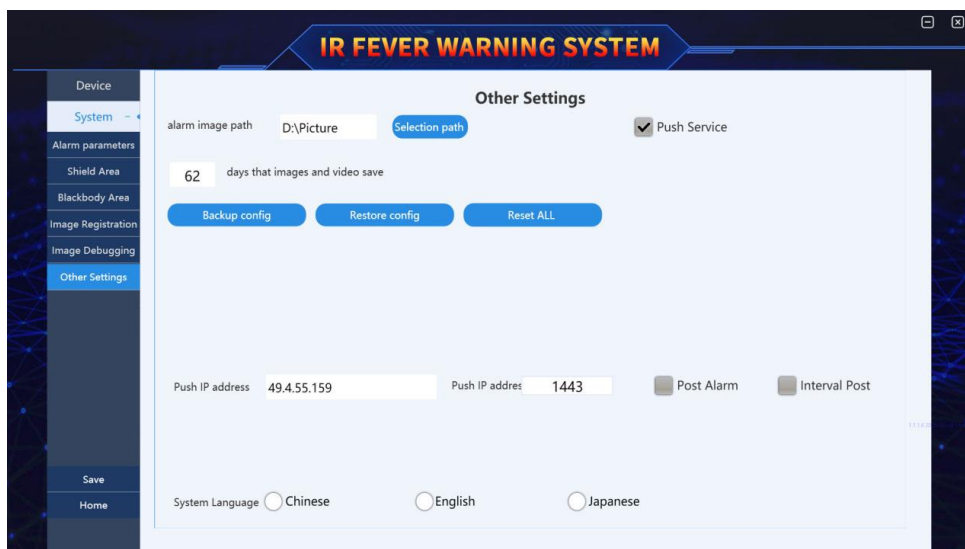 IR FEVER WARNING SYSTEM
Device
System
Alarm parameters
Shield Area
Blackbody Area
Image Registration
Image Debugging
Other Settings
Save
Home
Other Settings
alarm image path D:\Picture Selection path Push Service
62 days that images and video save
Backup config Restore config Reset ALL
Push IP address 49.4.55.159 Push IP addres 1443 Post Alarm Interval Post
System Language Chinese English Japanese